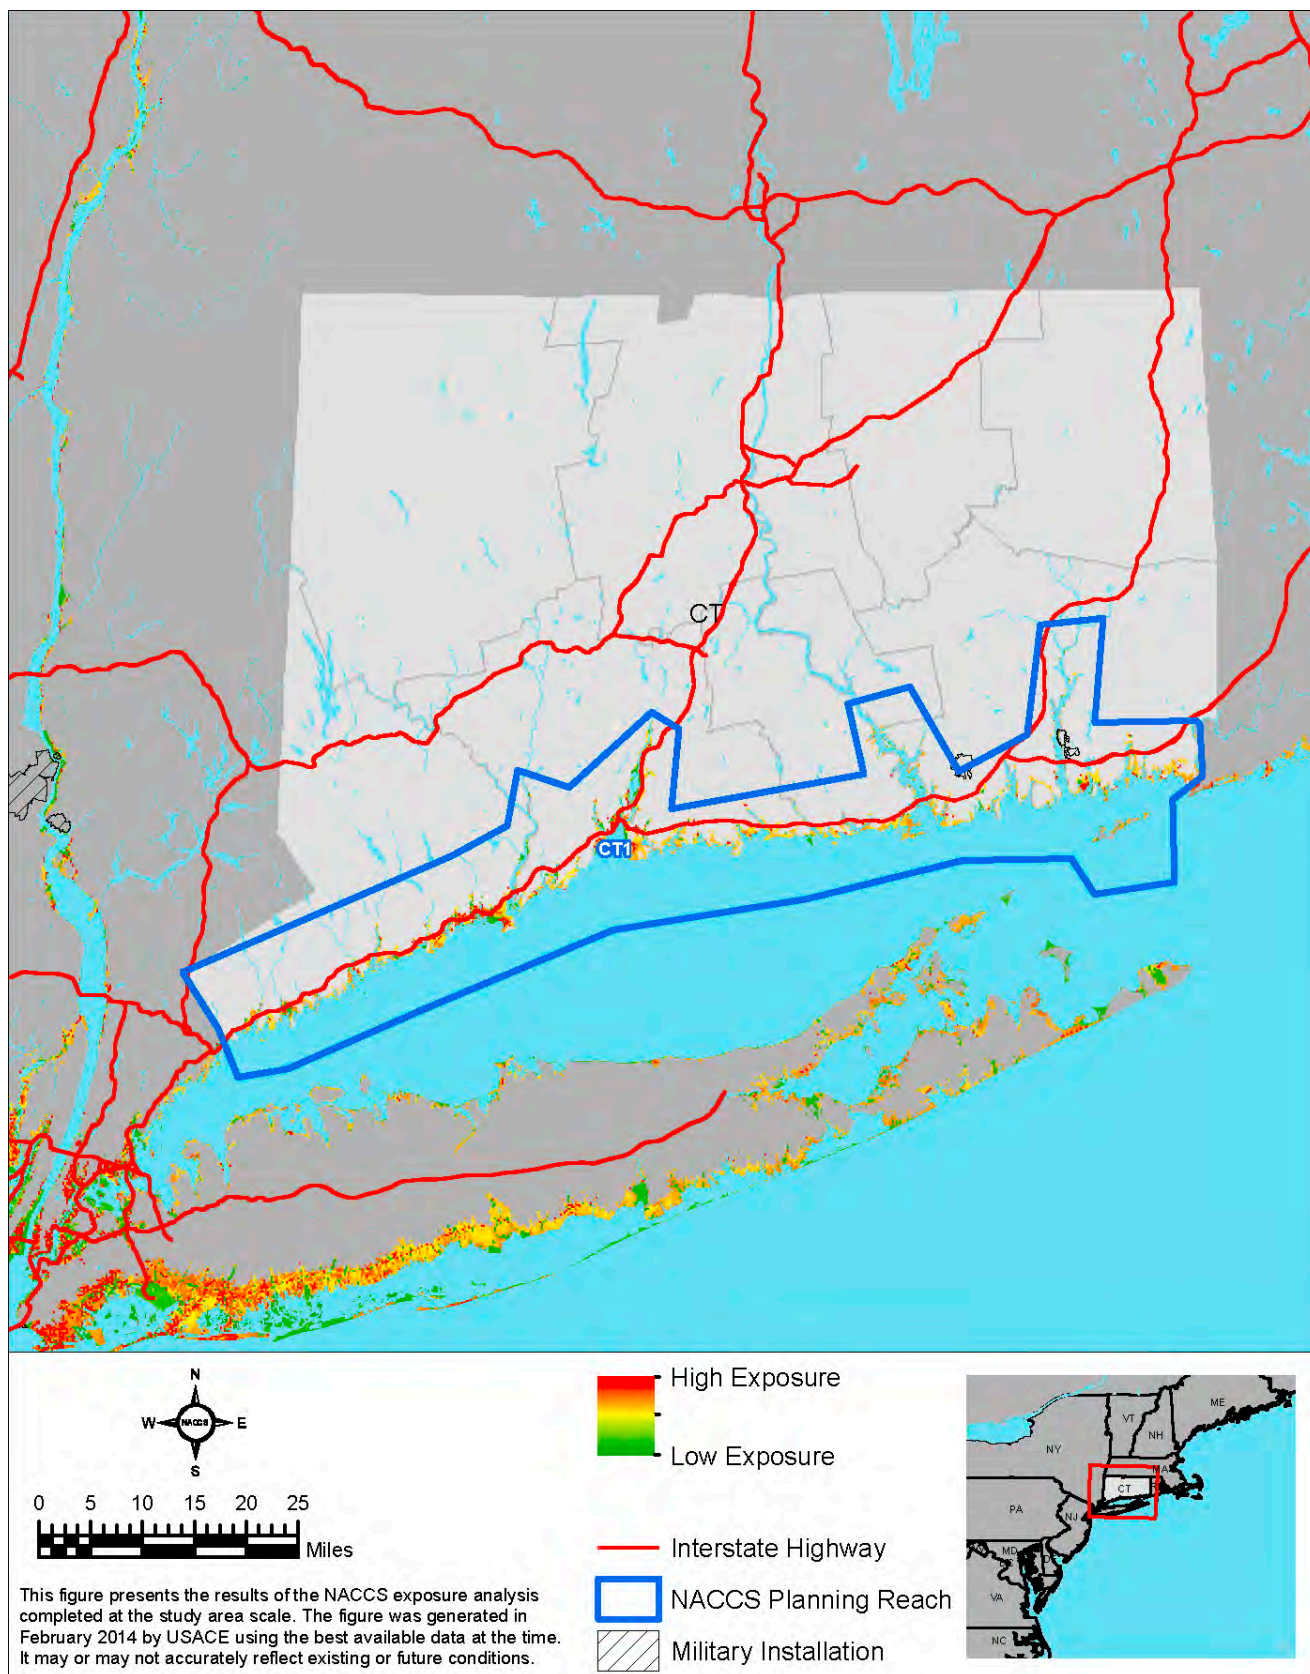 CT
CT1
N
W NACCS E
S
0 5 10 15 20 25
Miles
This figure presents the results of the NACCS exposure analysis
completed at the study area scale. The figure was generated in
February 2014 by USACE using the best available data at the time.
It may or may not accurately reflect existing or future conditions.
High Exposure
Low Exposure
Interstate Highway
NACCS Planning Reach
Military Installation
ME
VT
NH
NY
MA
CT
PA
NJ
MD
VA
NC